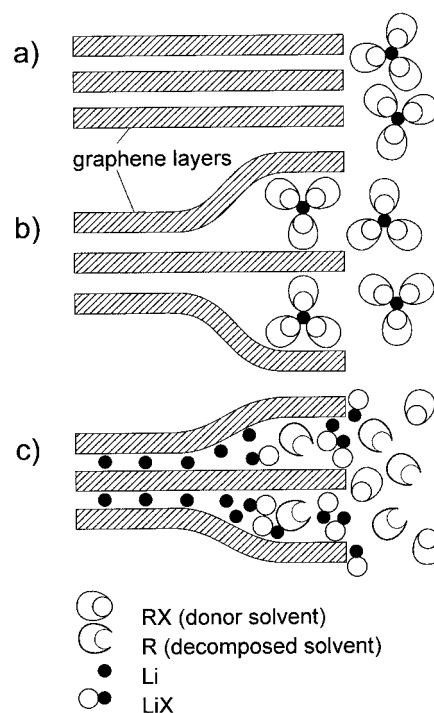 a)
graphene layers
b)
c)
RX (donor solvent)
R (decomposed solvent)
Li
LiX